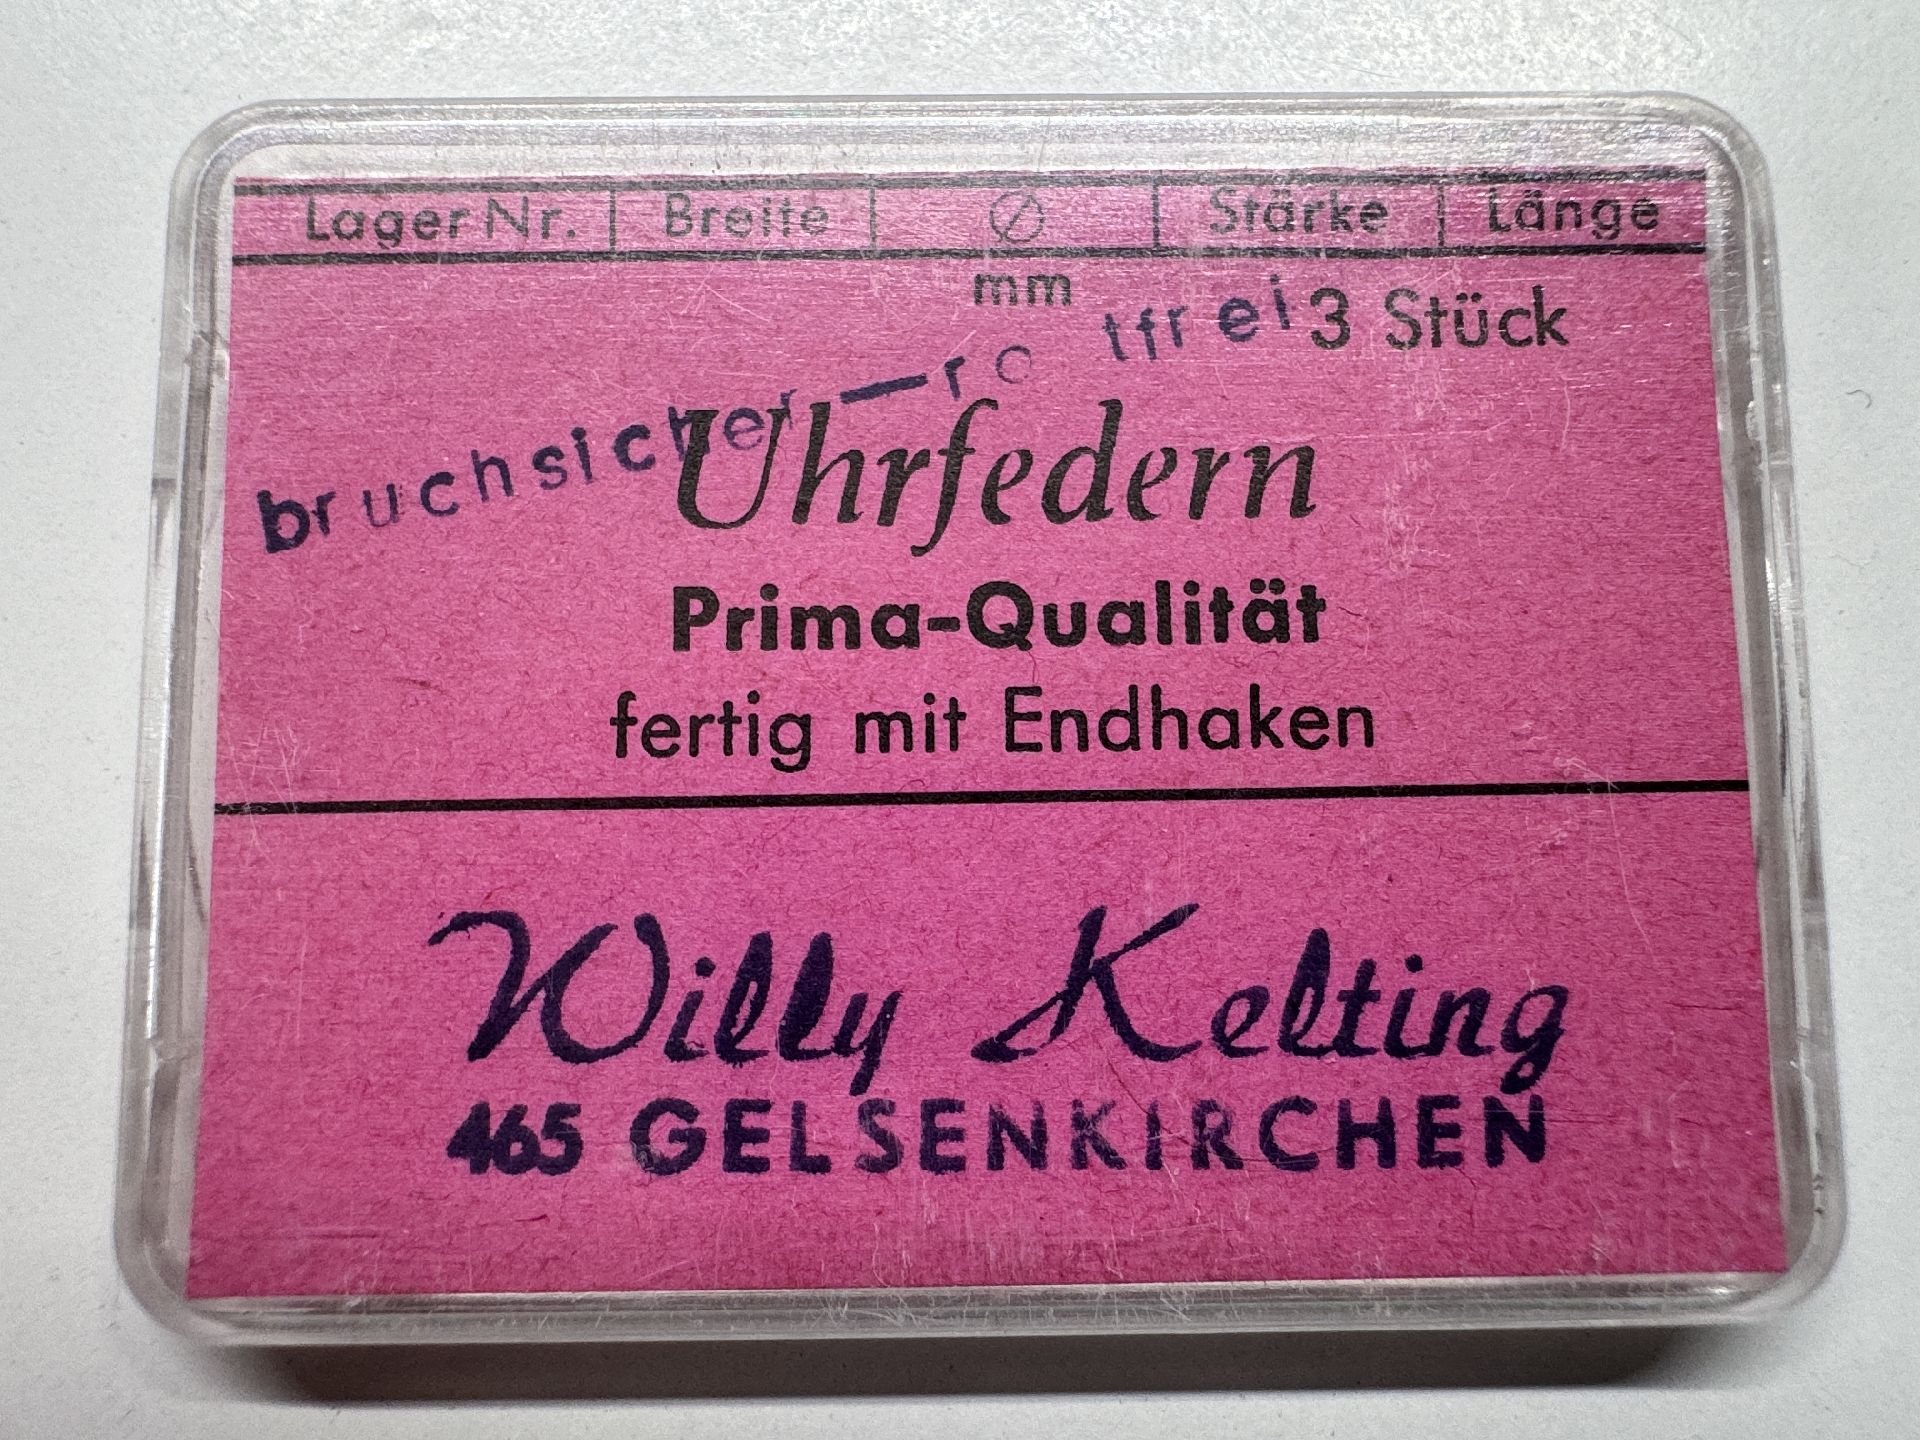 Lager Nr. Breite ⌀ Stärke Länge
mm
3 Stück
bruchsicher — rotfrei
Uhrfedern
Prima-Qualität
fertig mit Endhaken
Willy Kelting
465 GELSENKIRCHEN